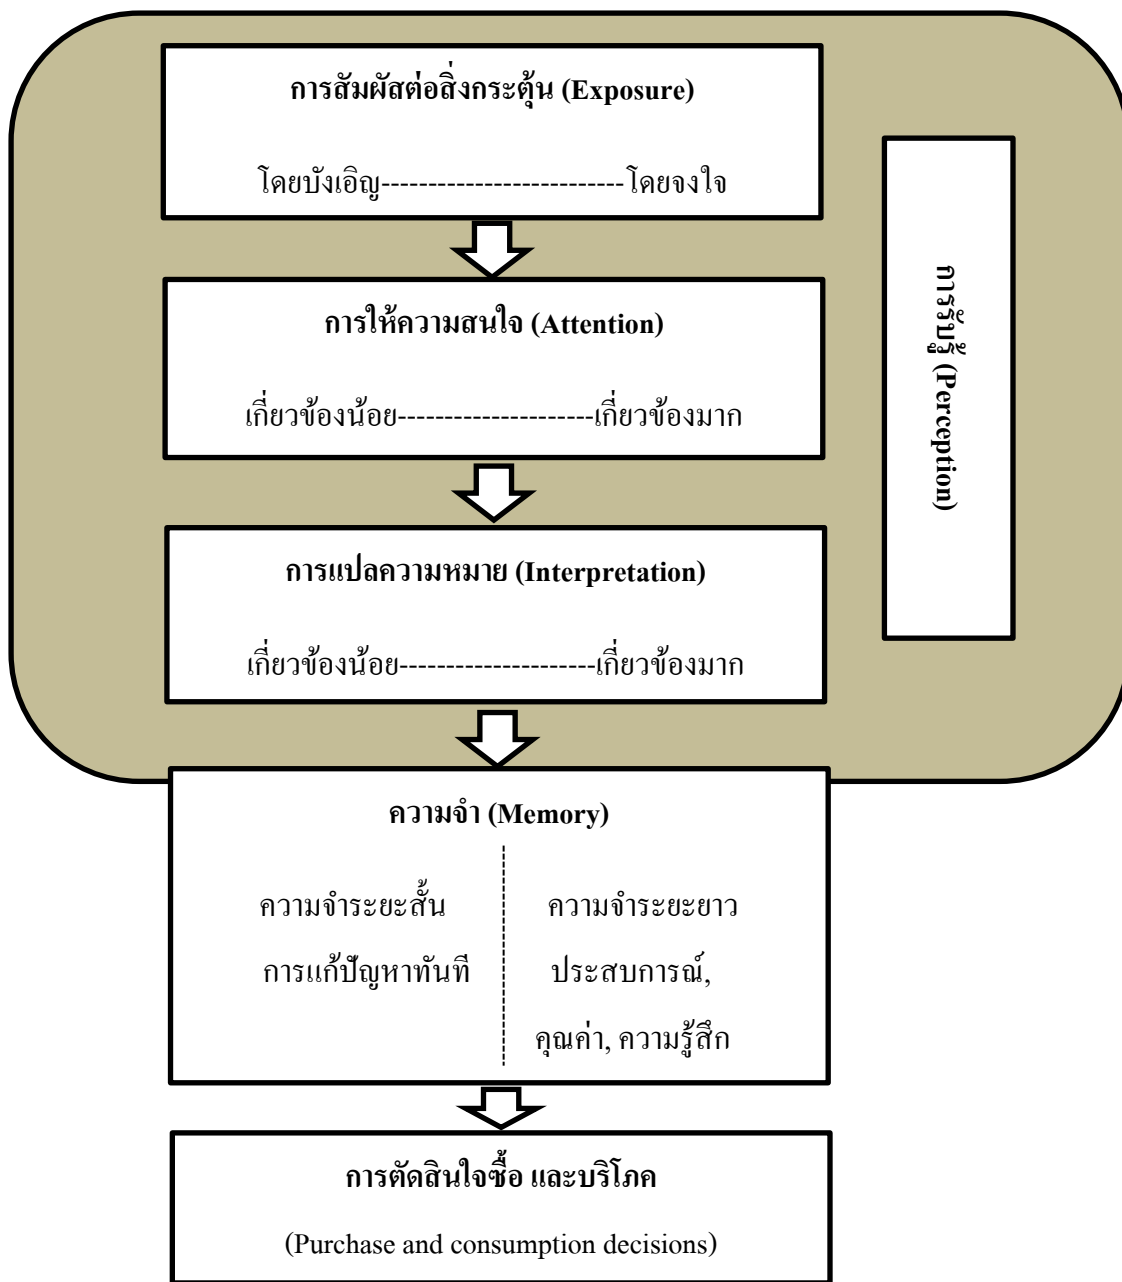 การสัมผัสต่อสิ่งกระตุ้น (Exposure)
โดยบังเอิญ--------------------------โดยจงใจ
การให้ความสนใจ (Attention)
เกี่ยวข้องน้อย---------------------เกี่ยวข้องมาก
การแปลความหมาย (Interpretation)
เกี่ยวข้องน้อย---------------------เกี่ยวข้องมาก
การรับรู้ (Perception)
ความจำ (Memory)
ความจำระยะสั้น
การแก้ปัญหาทันที
ความจำระยะยาว
ประสบการณ์,
คุณค่า, ความรู้สึก
การตัดสินใจซื้อ และบริโภค
(Purchase and consumption decisions)